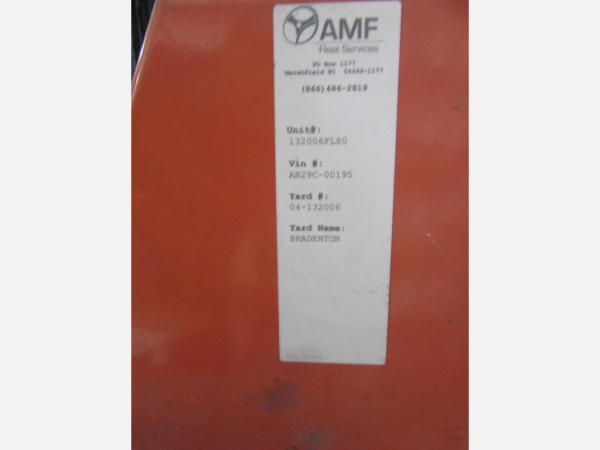 AMF
Fleet Services
PO Box 1177
Marshfield WI 54449-1177
(866)486-2819
Unit#:
132006FL80
Vin #:
AN29C-00195
Yard #:
04-132006
Yard Name:
BRADENTON